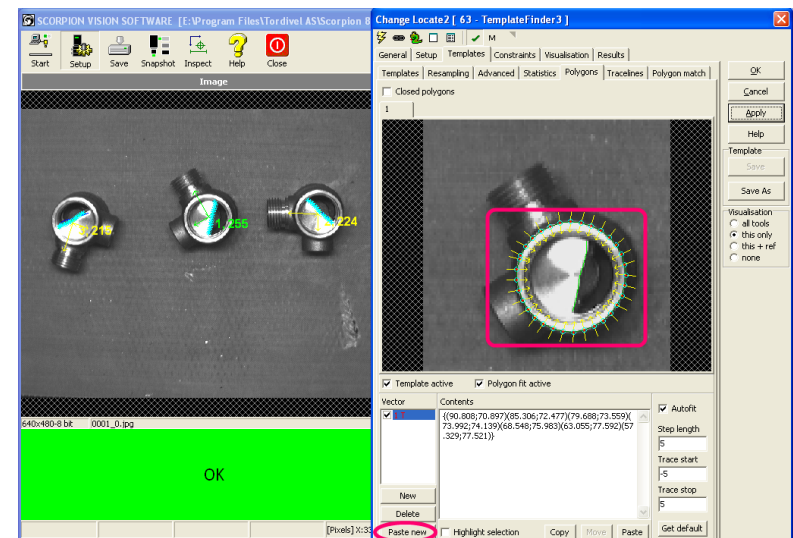 SCORPION VISION SOFTWARE [E:\Program Files\Tordivel AS\Scorpion 8
Start Setup Save Snapshot Inspect Help Close
Image
2,219
1,255
224
640x480-8 bit 0001_0.jpg
OK
[Pixels] X:33
Change Locate2 [ 63 - TemplateFinder3 ]
M
General Setup Templates Constraints Visualisation Results
Templates Resampling Advanced Statistics Polygons Tracelines Polygon match
Closed polygons
1
Template active Polygon fit active
Vector Contents
{(90.808;70.897)(85.306;72.477)(79.688;73.559)(
73.992;74.139)(68.548;75.983)(63.055;77.592)(57
.329;77.521)}
New
Delete
Paste new Highlight selection Copy Move Paste
Autofit
Step length
5
Trace start
-5
Trace stop
5
Get default
OK
Cancel
Apply
Help
Template
Save
Save As
Visualisation
all tools
this only
this + ref
none